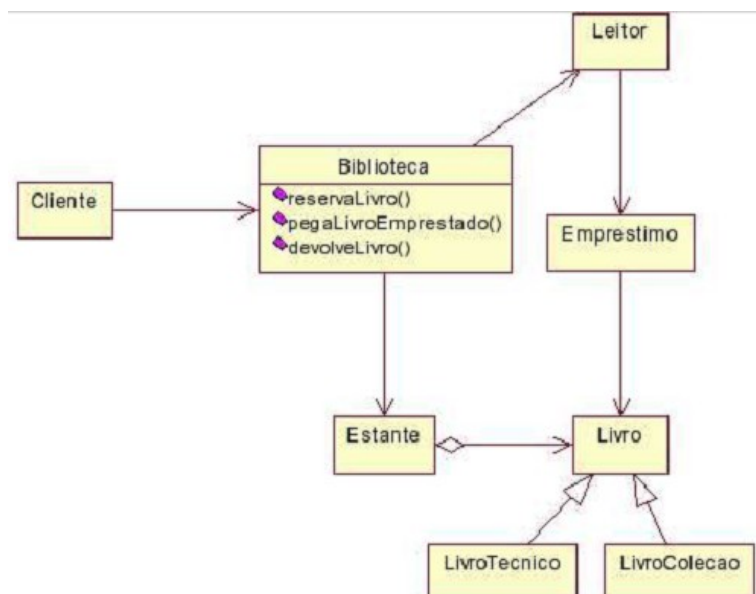 Leitor
Biblioteca
reservaLivro()
pegaLivroEmprestado()
devolveLivro()
Cliente
Emprestimo
Estante
Livro
LivroTecnico
LivroColecao